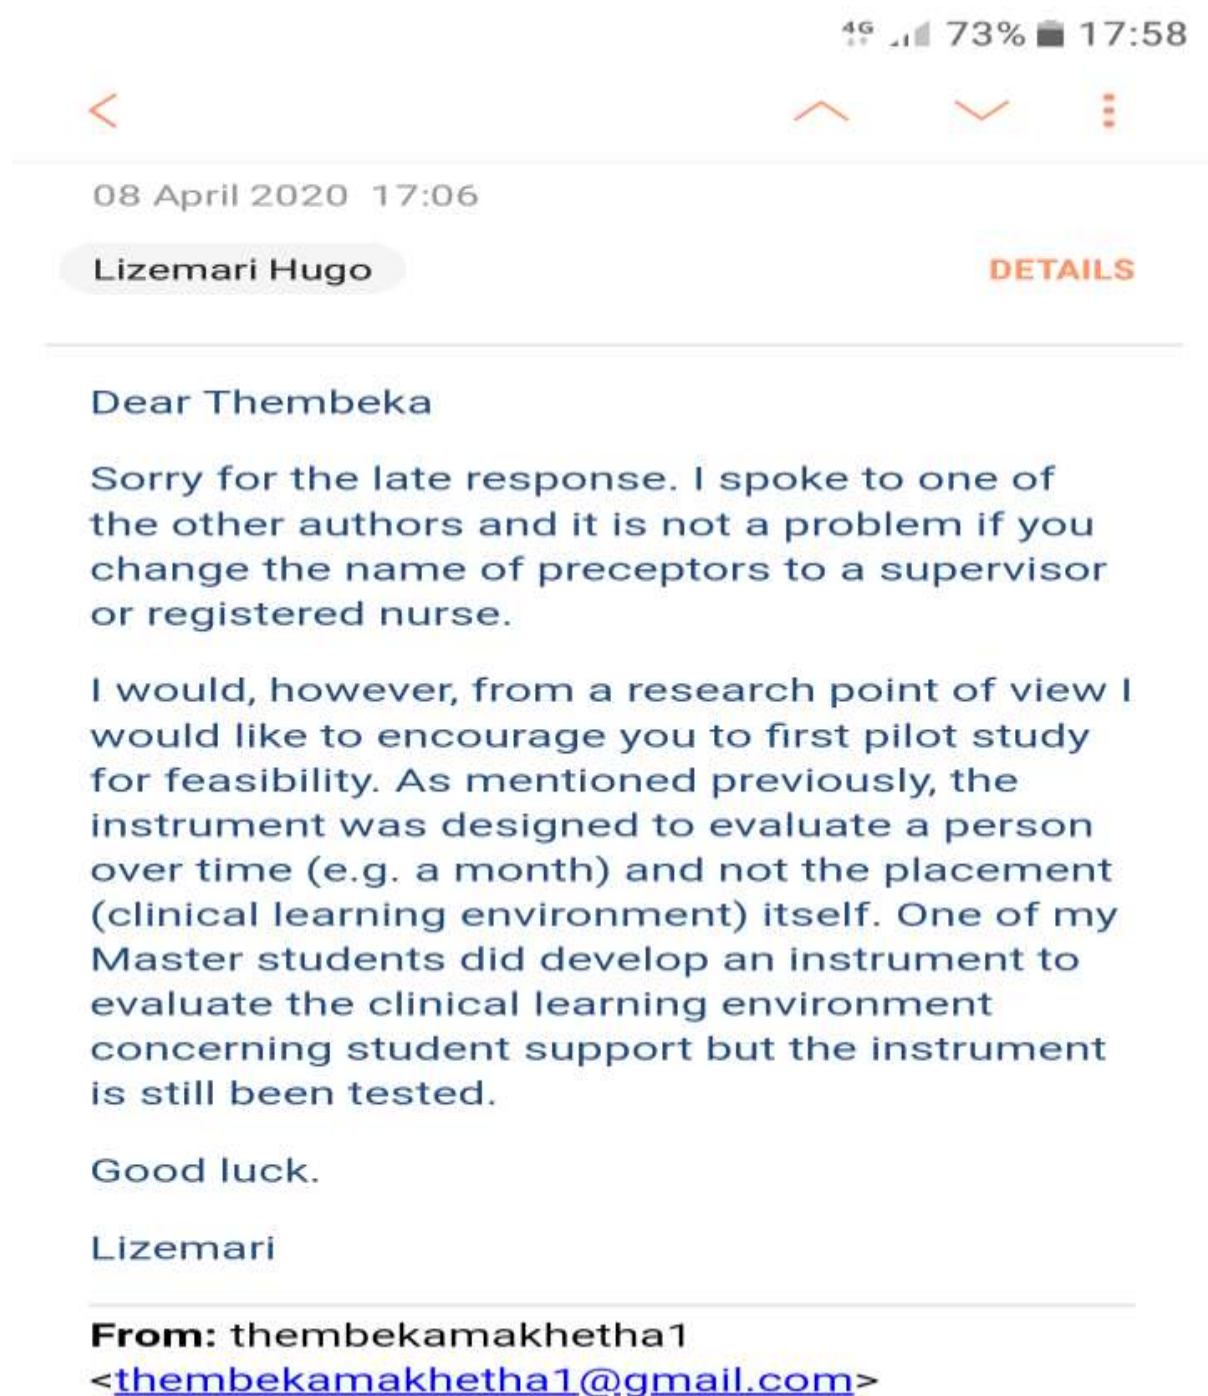 4G 73% 17:58
08 April 2020 17:06
Lizemari Hugo DETAILS
Dear Thembeka
Sorry for the late response. I spoke to one of
the other authors and it is not a problem if you
change the name of preceptors to a supervisor
or registered nurse.
I would, however, from a research point of view I
would like to encourage you to first pilot study
for feasibility. As mentioned previously, the
instrument was designed to evaluate a person
over time (e.g. a month) and not the placement
(clinical learning environment) itself. One of my
Master students did develop an instrument to
evaluate the clinical learning environment
concerning student support but the instrument
is still been tested.
Good luck.
Lizemari
From: thembekamakhetha1
<thembekamakhetha1@gmail.com>